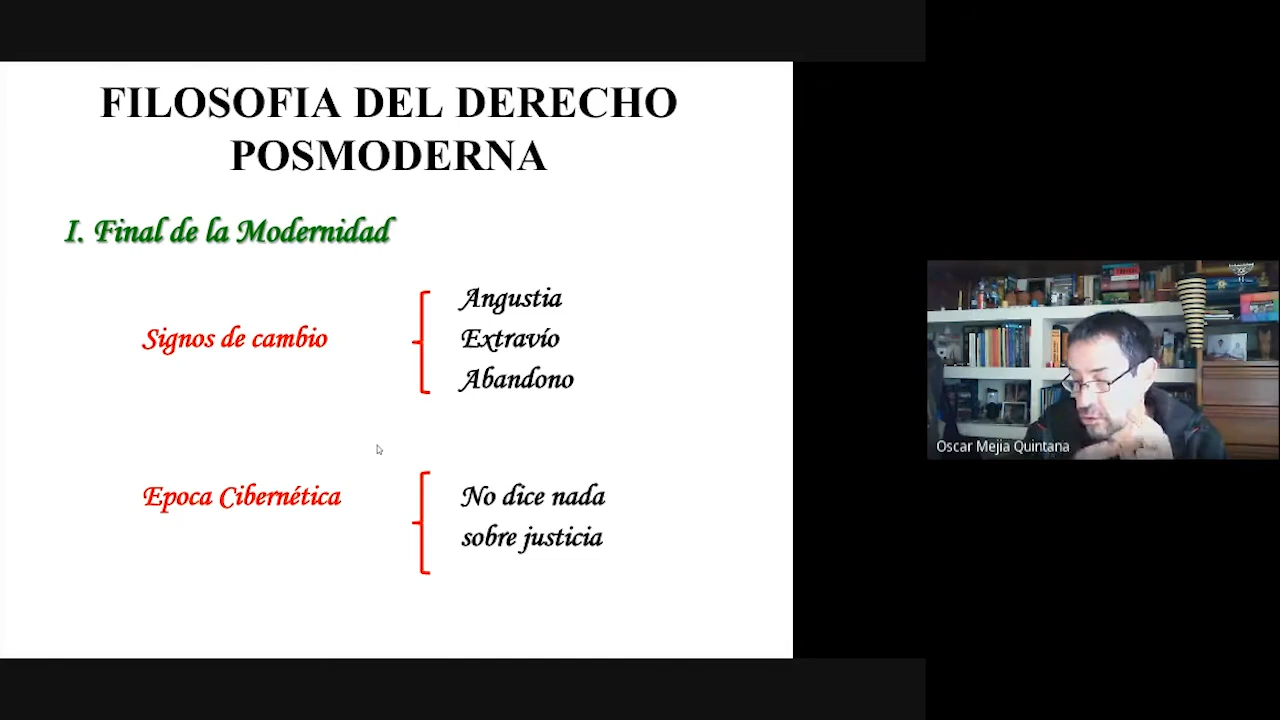 FILOSOFIA DEL DERECHO
POSMODERNA
I. Final de la Modernidad
Signos de cambio
Angustia
Extravío
Abandono
Epoca Cibernética
No dice nada
sobre justicia
Oscar Mejia Quintana